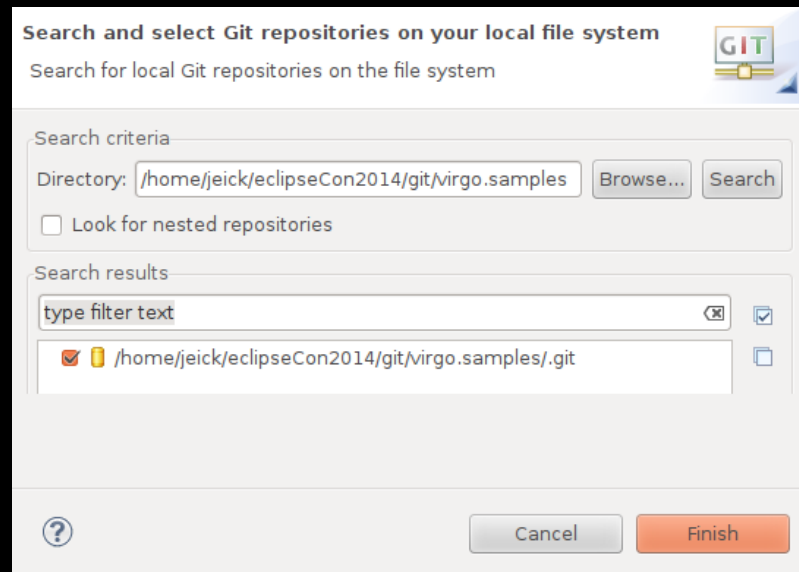 Search and select Git repositories on your local file system
Search for local Git repositories on the file system
GIT
Search criteria
Directory: /home/jeick/eclipseCon2014/git/virgo.samples Browse... Search
Look for nested repositories
Search results
type filter text
/home/jeick/eclipseCon2014/git/virgo.samples/.git
? Cancel Finish